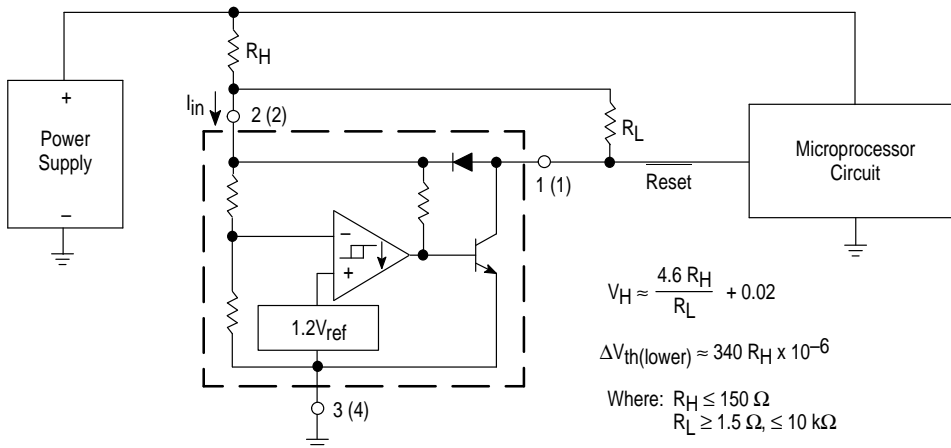 R_H
I_in
2 (2)
+
Power
Supply
–
R_L
1 (1)
Reset
Microprocessor
Circuit
–
+
1.2V_ref
3 (4)
V_H ≈ 4.6 R_H / R_L + 0.02
ΔV_th(lower) ≈ 340 R_H x 10^–6
Where: R_H ≤ 150 Ω
R_L ≥ 1.5 Ω, ≤ 10 kΩ